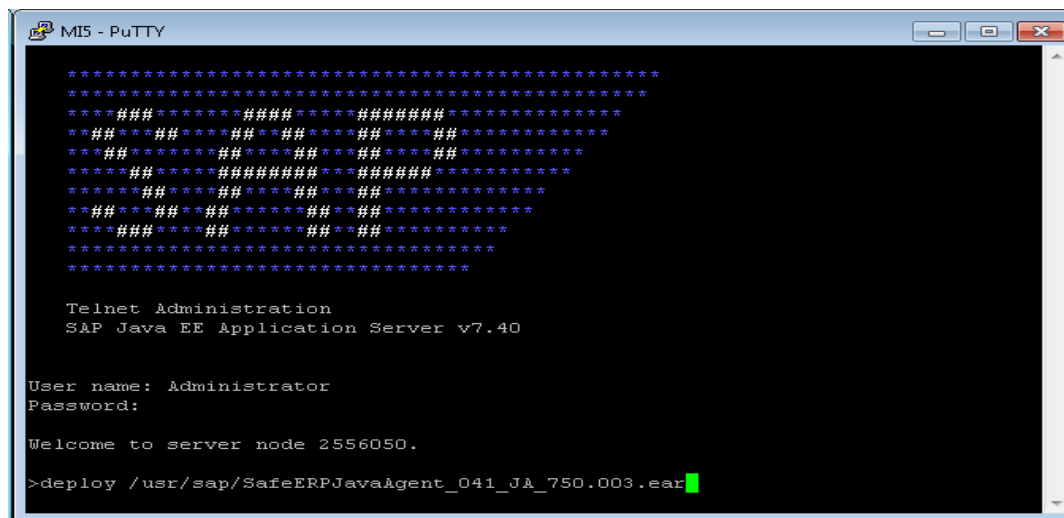 MI5 - PuTTY
* * * * * * * * * * * * * * * * * * * * * * * * * * * * * * * * * * * * * * * * * * * * * * *
* * * * * * * * * * * * * * * * * * * * * * * * * * * * * * * * * * * * * * * * * * * * * *
****###*******####*****#######**************
**##***##****##**##****##****##************
***##*******##****##***##****##**********
*****##*****########***######***********
******##****##****##***##*************
**##***##**##******##**##************
****###****##******##**##**********
**********************************
********************************
Telnet Administration
SAP Java EE Application Server v7.40
User name: Administrator
Password:
Welcome to server node 2556050.
>deploy /usr/sap/SafeERPJavaAgent_041_JA_750.003.ear